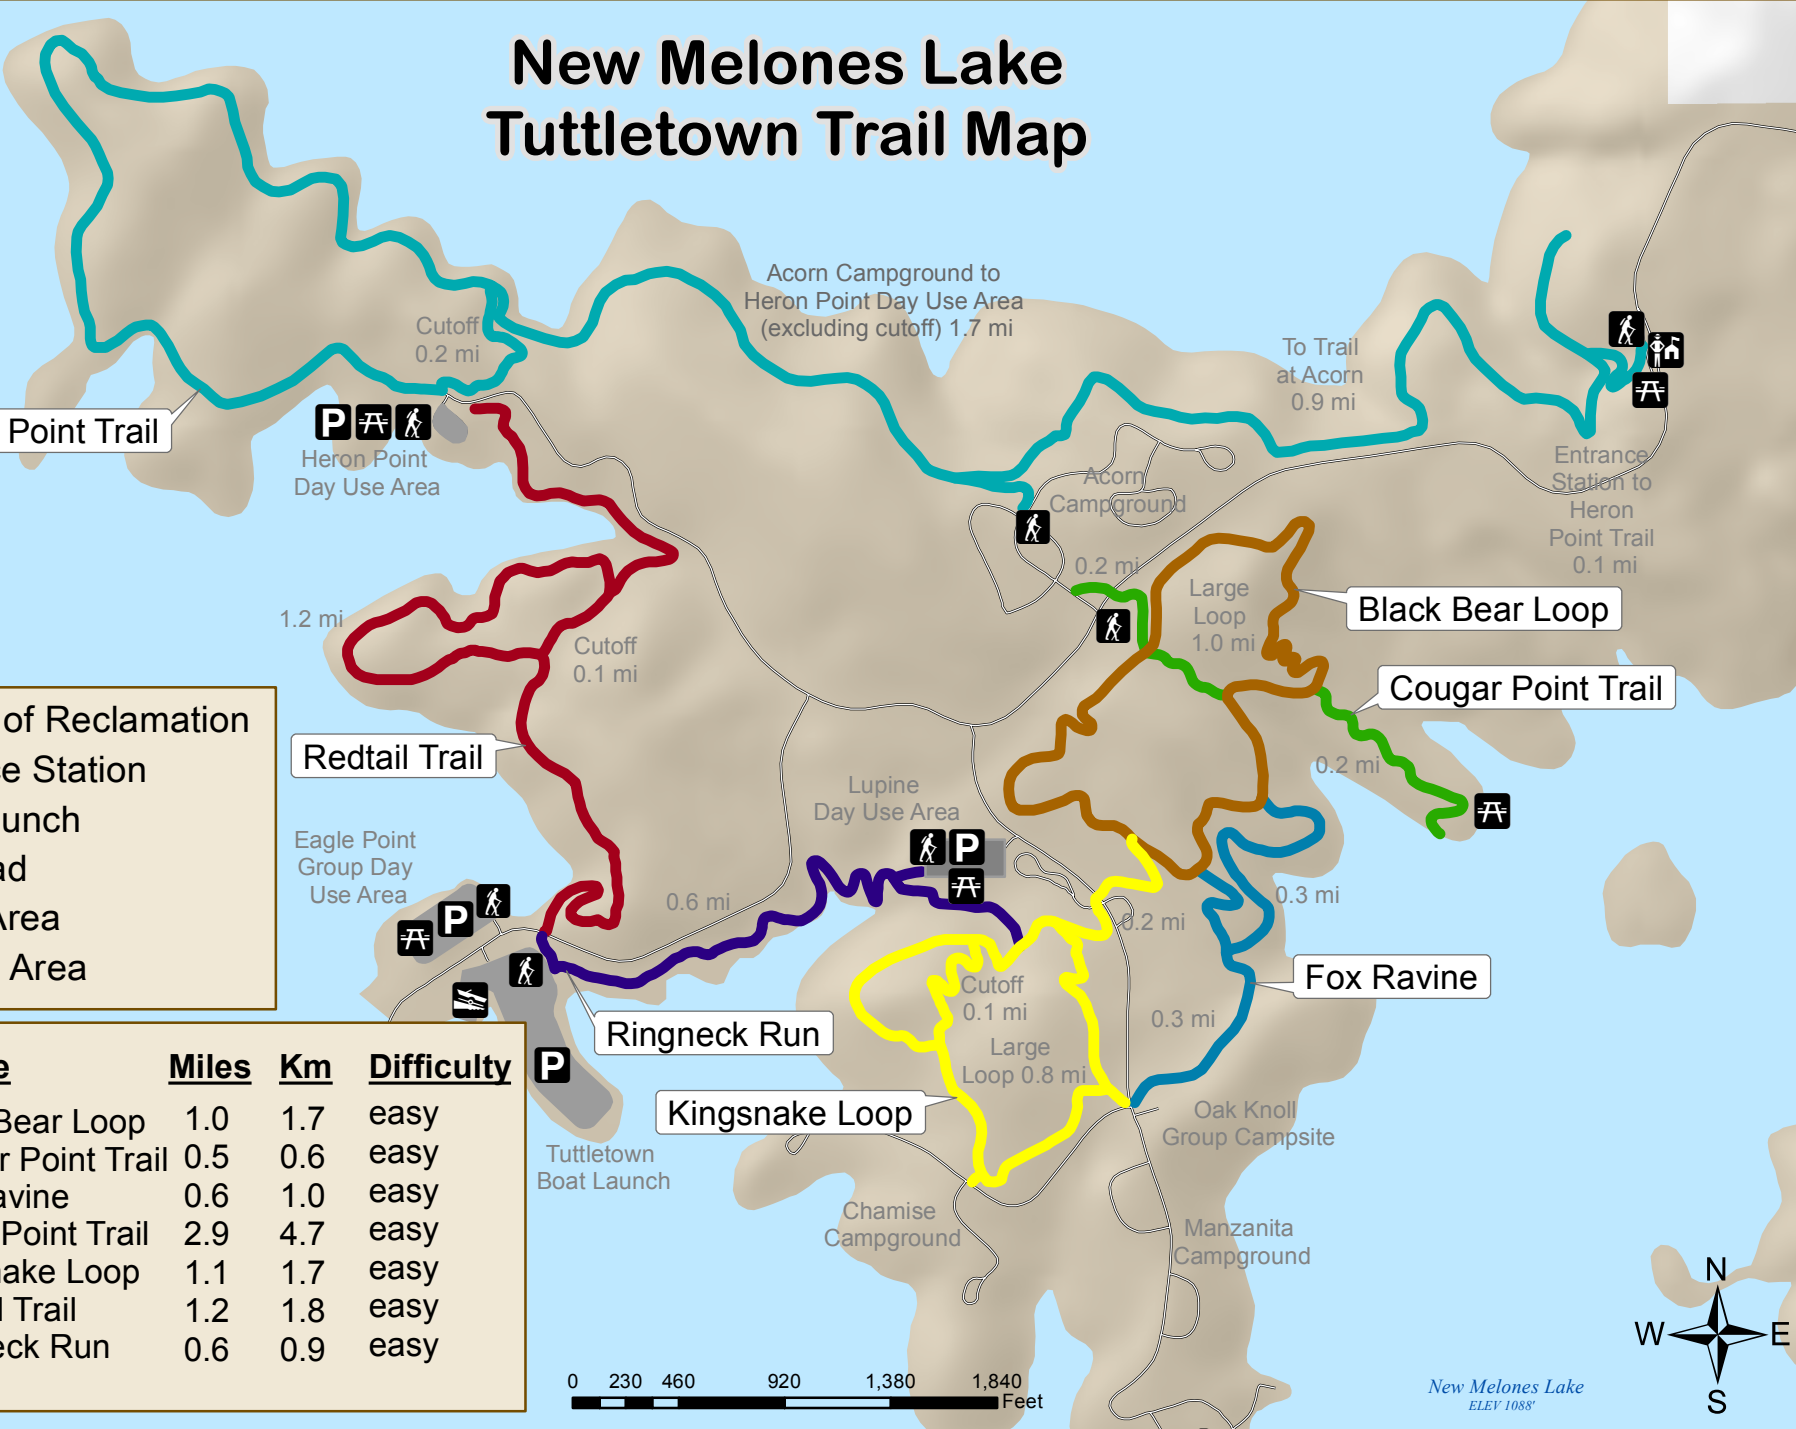 New Melones Lake
Tuttletown Trail Map
Acorn Campground to
Heron Point Day Use Area
(excluding cutoff) 1.7 mi
Cutoff
0.2 mi
To Trail
at Acorn
0.9 mi
Point Trail
P
Heron Point
Day Use Area
Acorn
Campground
Entrance
Station to
Heron
Point Trail
0.1 mi
0.2 mi
Large
Loop
1.0 mi
Black Bear Loop
1.2 mi
Cutoff
0.1 mi
Cougar Point Trail
of Reclamation
e Station
unch
ad
Area
Area
Redtail Trail
0.2 mi
Lupine
Day Use Area
P
Eagle Point
Group Day
Use Area
P
0.6 mi
0.3 mi
0.2 mi
Fox Ravine
Cutoff
0.1 mi
0.3 mi
Ringneck Run
Large
Loop 0.8 mi
P
Kingsnake Loop
Oak Knoll
Group Campsite
Tuttletown
Boat Launch
Chamise
Campground
Manzanita
Campground
e Miles Km Difficulty
Bear Loop 1.0 1.7 easy
r Point Trail 0.5 0.6 easy
avine 0.6 1.0 easy
Point Trail 2.9 4.7 easy
nake Loop 1.1 1.7 easy
l Trail 1.2 1.8 easy
eck Run 0.6 0.9 easy
0 230 460 920 1,380 1,840
Feet
New Melones Lake
ELEV 1088'
N
W E
S